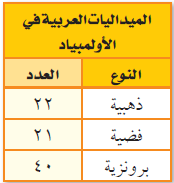 الميداليات العربية في
الأولمبياد
النوع العدد
ذهبية ٢٢
فضية ٢١
برونزية ٤٠